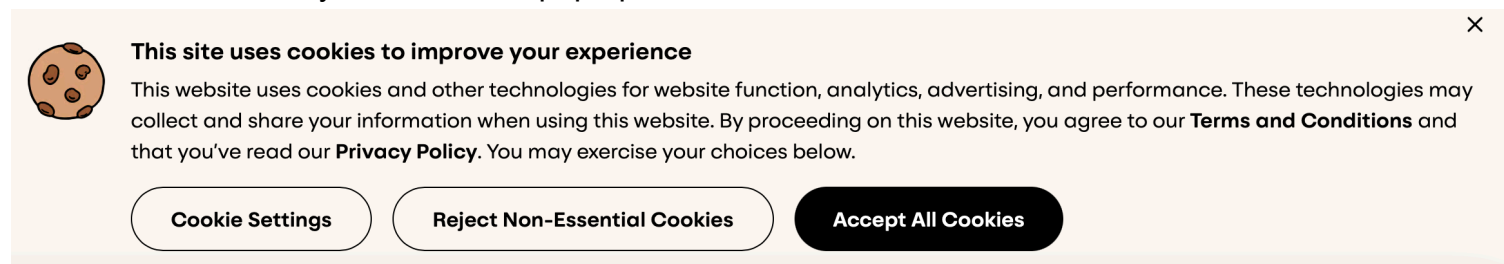 This site uses cookies to improve your experience
This website uses cookies and other technologies for website function, analytics, advertising, and performance. These technologies may
collect and share your information when using this website. By proceeding on this website, you agree to our Terms and Conditions and
that you’ve read our Privacy Policy. You may exercise your choices below.
Cookie Settings
Reject Non-Essential Cookies
Accept All Cookies